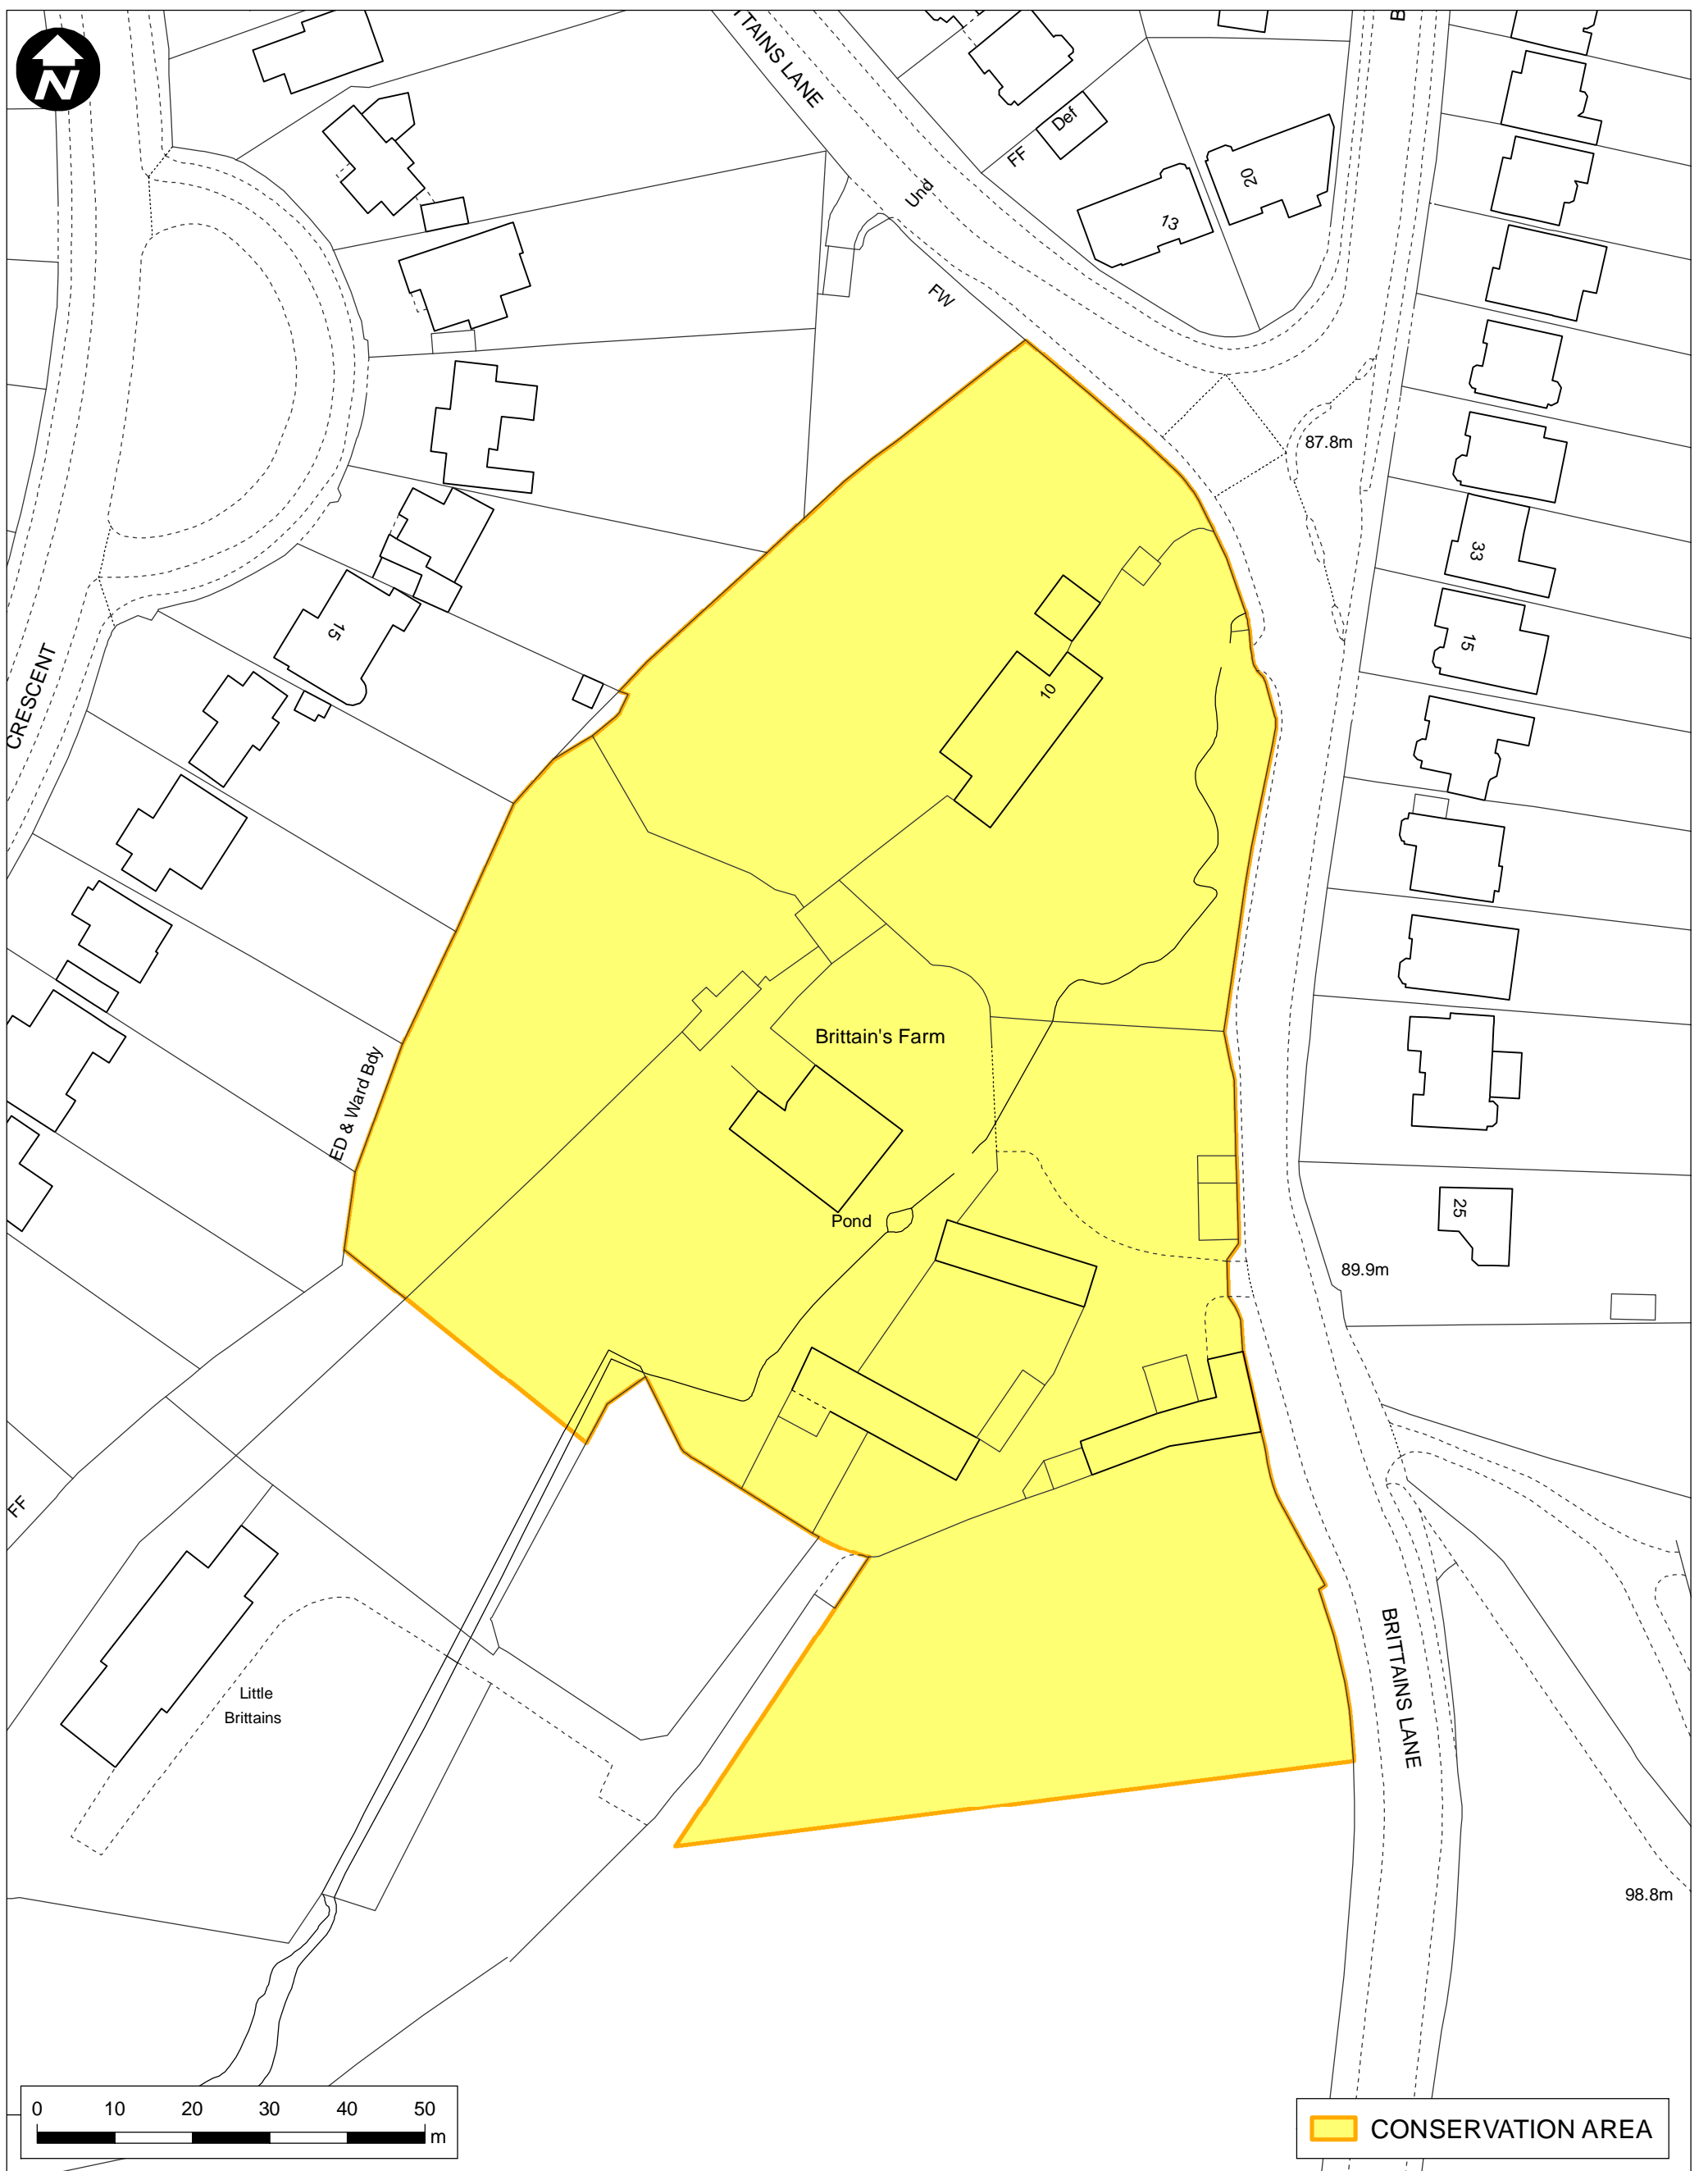 N
TTAINS LANE
B
Def
FF
20
13
Und
FW
87.8m
33
15
15
CRESCENT
10
Brittain's Farm
ED & Ward Bdy
Pond
25
89.9m
FF
BRITTAINS LANE
Little
Brittains
98.8m
0 10 20 30 40 50
m
CONSERVATION AREA